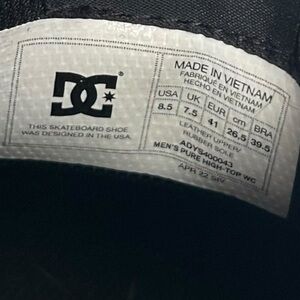 DC
THIS SKATEBOARD SHOE
WAS DESIGNED IN THE USA.
MADE IN VIETNAM
FABRIQUÉ EN VIETNAM
HECHO EN VIETNAM
USA UK EUR cm BRA
8.5 7.5 41 26.5 39.5
LEATHER UPPER/
RUBBER SOLE
ADYS400043
MEN'S PURE HIGH-TOP WC
APR 22